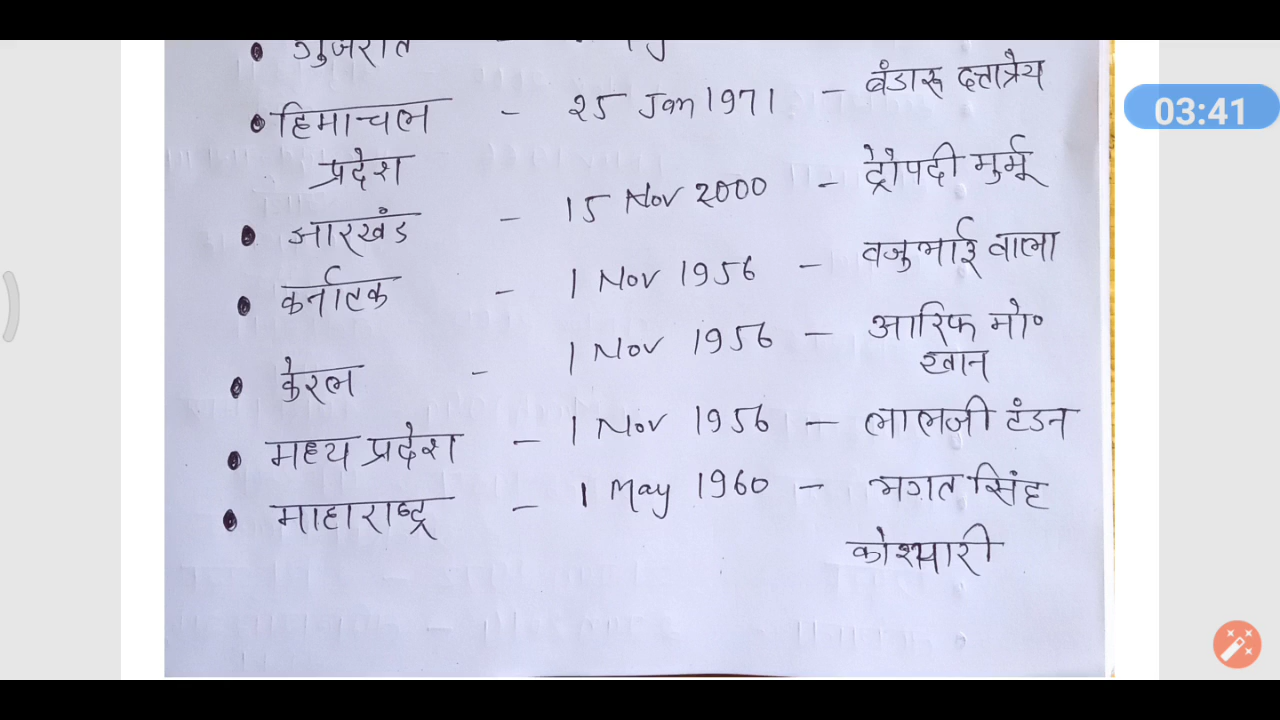 • गुजरात -
• हिमाचल - 25 Jan 1971 - बंडारू दत्तात्रेय
प्रदेश
• झारखंड - 15 Nov 2000 - द्रौपदी मुर्मू
• कर्नाटक - 1 Nov 1956 - वजुभाई वाला
• केरल - 1 Nov 1956 - आरिफ मो०
खान
• मध्य प्रदेश - 1 Nov 1956 - लालजी टंडन
• माहाराष्ट्र - 1 May 1960 - भगत सिंह
कोश्यारी
03:41